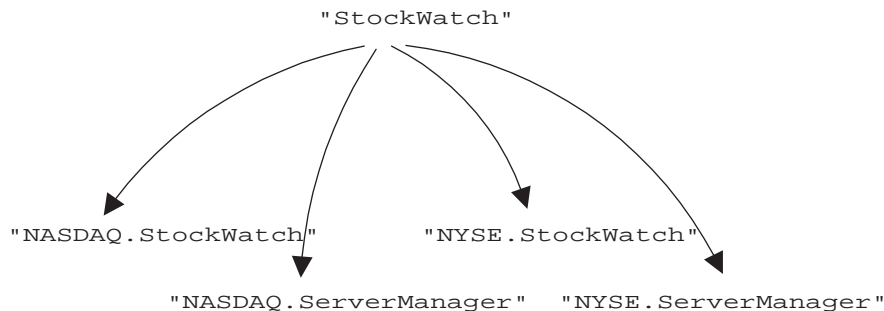 "StockWatch"
"NASDAQ.StockWatch" "NYSE.StockWatch"
"NASDAQ.ServerManager" "NYSE.ServerManager"